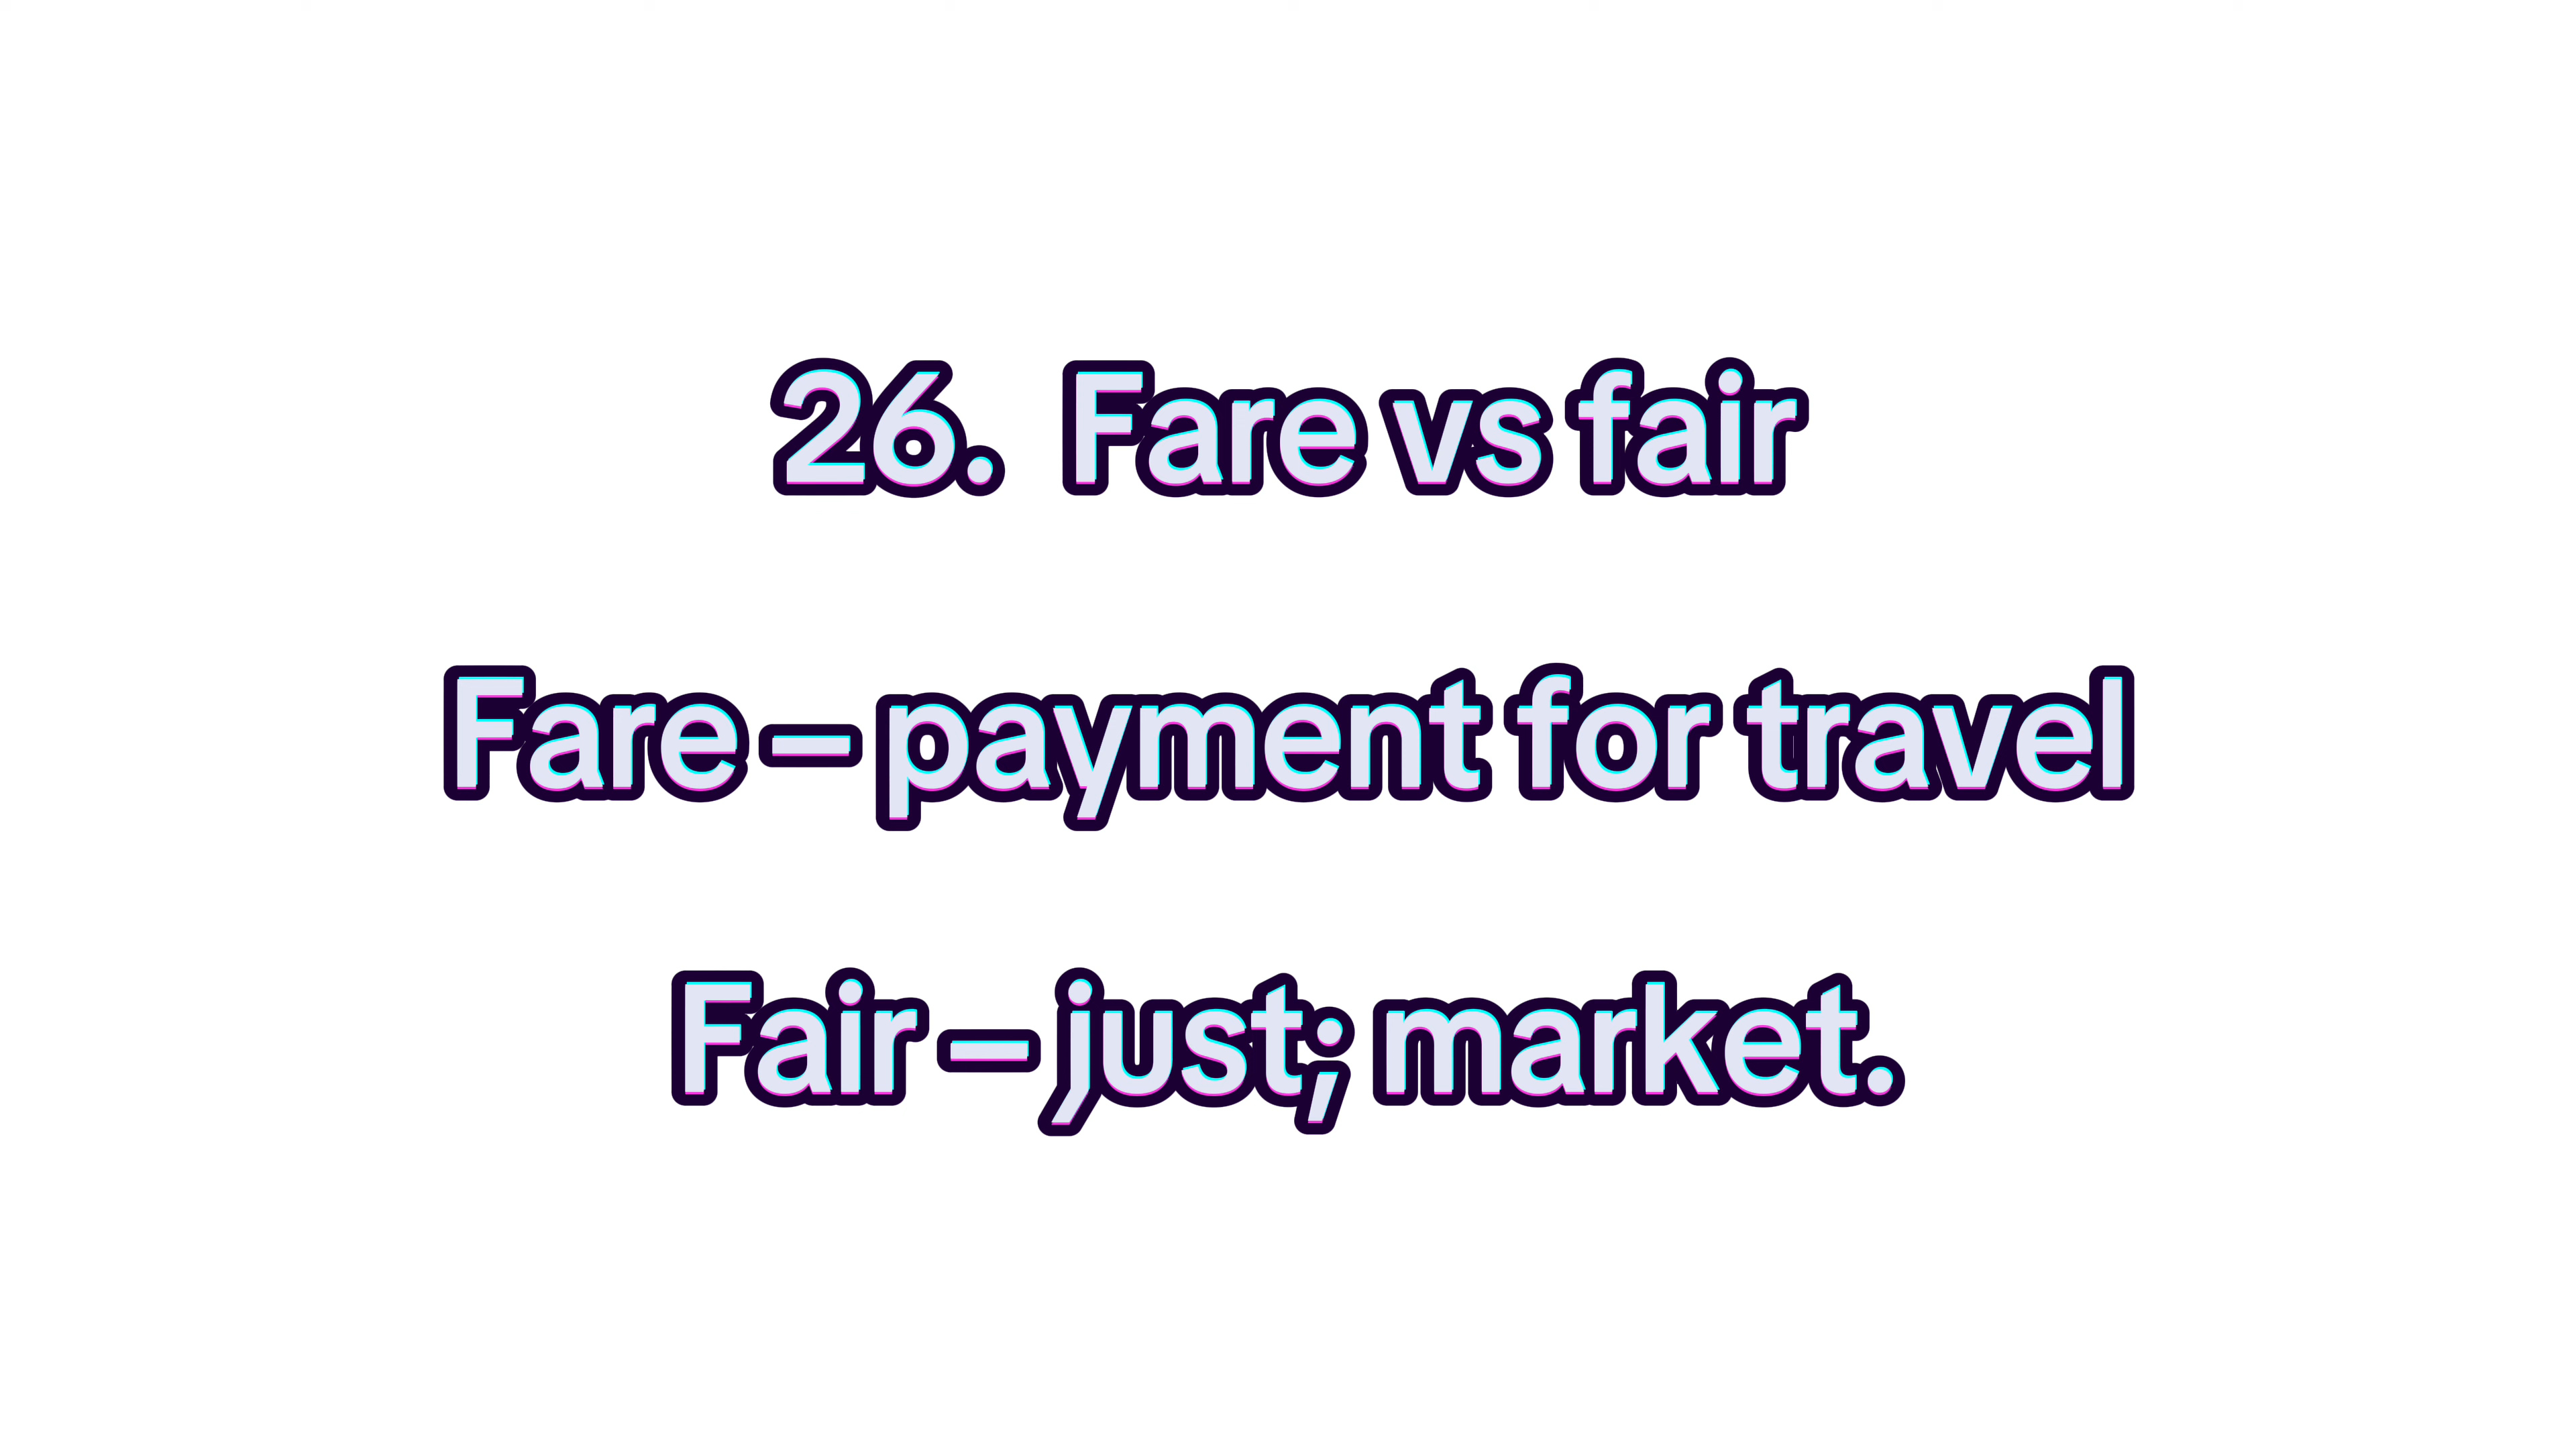 26. Fare vs fair
Fare – payment for travel
Fair – just; market.